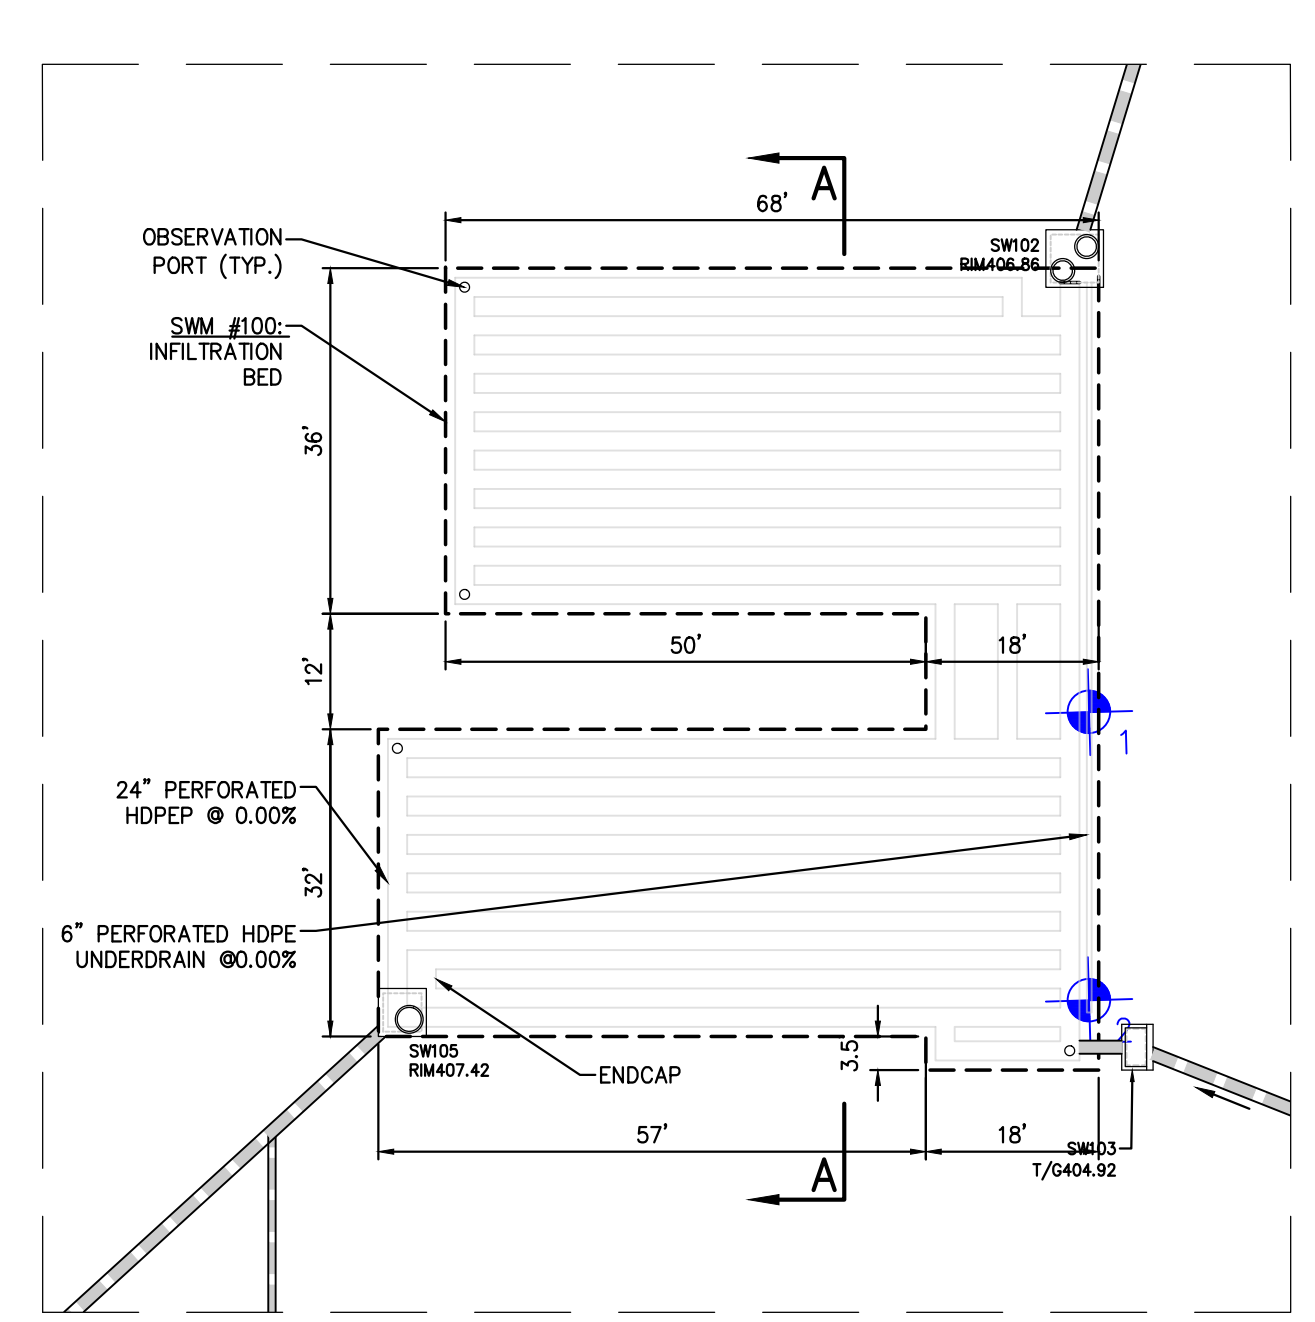 A
68'
OBSERVATION
PORT (TYP.)
SW102
RIM406.86
SWM #100:
INFILTRATION
BED
36'
50'
18'
12'
1
24" PERFORATED
HDPEP @ 0.00%
32'
6" PERFORATED HDPE
UNDERDRAIN @0.00%
2
SW105
RIM407.42
3.5'
ENDCAP
57'
18'
SW103
T/G404.92
A